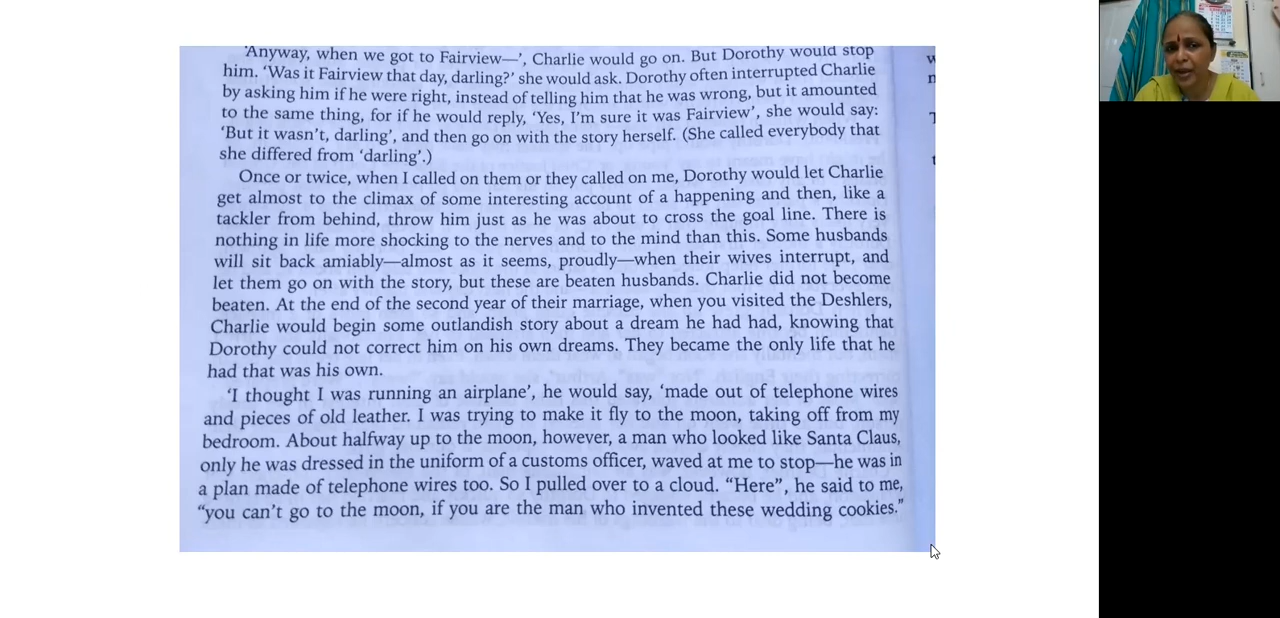 'Anyway, when we got to Fairview—', Charlie would go on. But Dorothy would stop
him. 'Was it Fairview that day, darling?' she would ask. Dorothy often interrupted Charlie
by asking him if he were right, instead of telling him that he was wrong, but it amounted
to the same thing, for if he would reply, 'Yes, I'm sure it was Fairview', she would say:
'But it wasn't, darling', and then go on with the story herself. (She called everybody that
she differed from 'darling'.)
Once or twice, when I called on them or they called on me, Dorothy would let Charlie
get almost to the climax of some interesting account of a happening and then, like a
tackler from behind, throw him just as he was about to cross the goal line. There is
nothing in life more shocking to the nerves and to the mind than this. Some husbands
will sit back amiably—almost as it seems, proudly—when their wives interrupt, and
let them go on with the story, but these are beaten husbands. Charlie did not become
beaten. At the end of the second year of their marriage, when you visited the Deshlers,
Charlie would begin some outlandish story about a dream he had had, knowing that
Dorothy could not correct him on his own dreams. They became the only life that he
had that was his own.
'I thought I was running an airplane', he would say, 'made out of telephone wires
and pieces of old leather. I was trying to make it fly to the moon, taking off from my
bedroom. About halfway up to the moon, however, a man who looked like Santa Claus,
only he was dressed in the uniform of a customs officer, waved at me to stop—he was in
a plan made of telephone wires too. So I pulled over to a cloud. "Here", he said to me,
"you can't go to the moon, if you are the man who invented these wedding cookies."